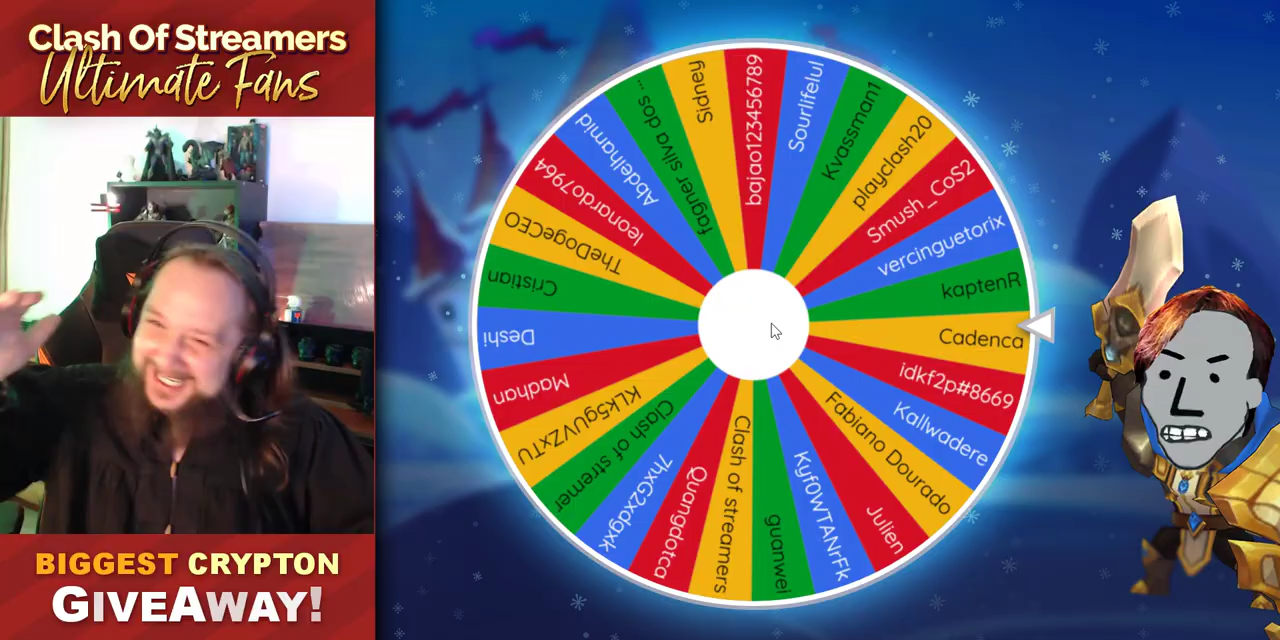 Clash Of Streamers
Ultimate Fans
BIGGEST CRYPTON
GIVEAWAY!
bajao123456789
Sourlifelul
Kvassman1
playclash20
Smush_CoS2
vercinguetorix
kaptenR
Cadenca
idkf2p#8669
Kallwadere
Fabiano Dourado
Julien
Kyf0WTANrFk
guanwei
Clash of streamers
Quangdotca
7hxG2xdgxk
Clash of stremer
KLk5gUVZxTU
Madhan
Deshi
Cristian
TheDogeCEO
leonardo7964
Abdelhamid
fagner silva dos ...
Sidney